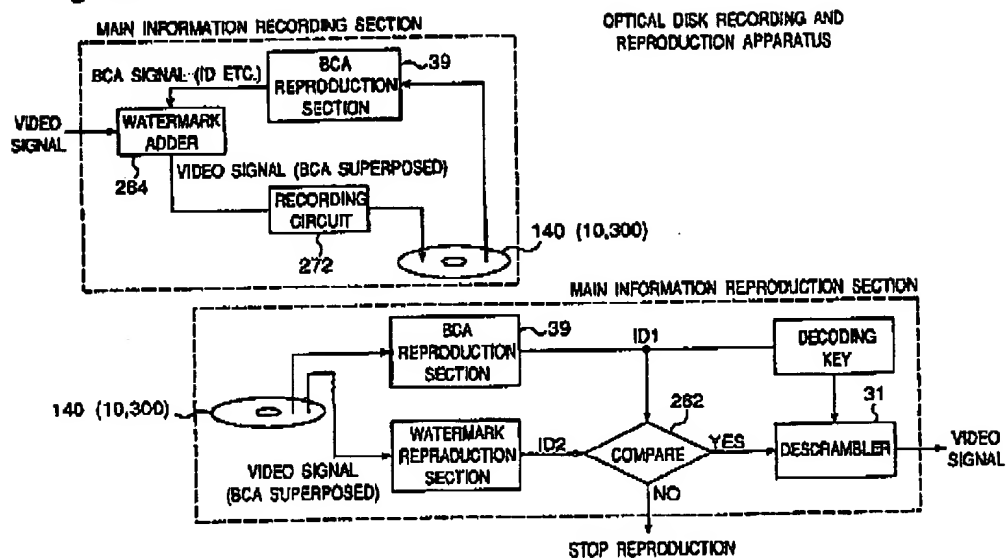 MAIN INFORMATION RECORDING SECTION
OPTICAL DISK RECORDING AND
REPRODUCTION APPARATUS
BCA SIGNAL (ID ETC.)
BCA
REPRODUCTION
SECTION
39
VIDEO
SIGNAL
WATERMARK
ADDER
264
VIDEO SIGNAL (BCA SUPERPOSED)
RECORDING
CIRCUIT
272
140 (10,300)
MAIN INFORMATION REPRODUCTION SECTION
BCA
REPRODUCTION
SECTION
39
ID1
DECODING
KEY
140 (10,300)
262
31
WATERMARK
REPRADUCTION
SECTION
ID2
COMPARE
YES
DESDRAMBLER
VIDEO
SIGNAL
VIDEO SIGNAL
(BCA SUPERPOSED)
NO
STOP REPRODUCTION